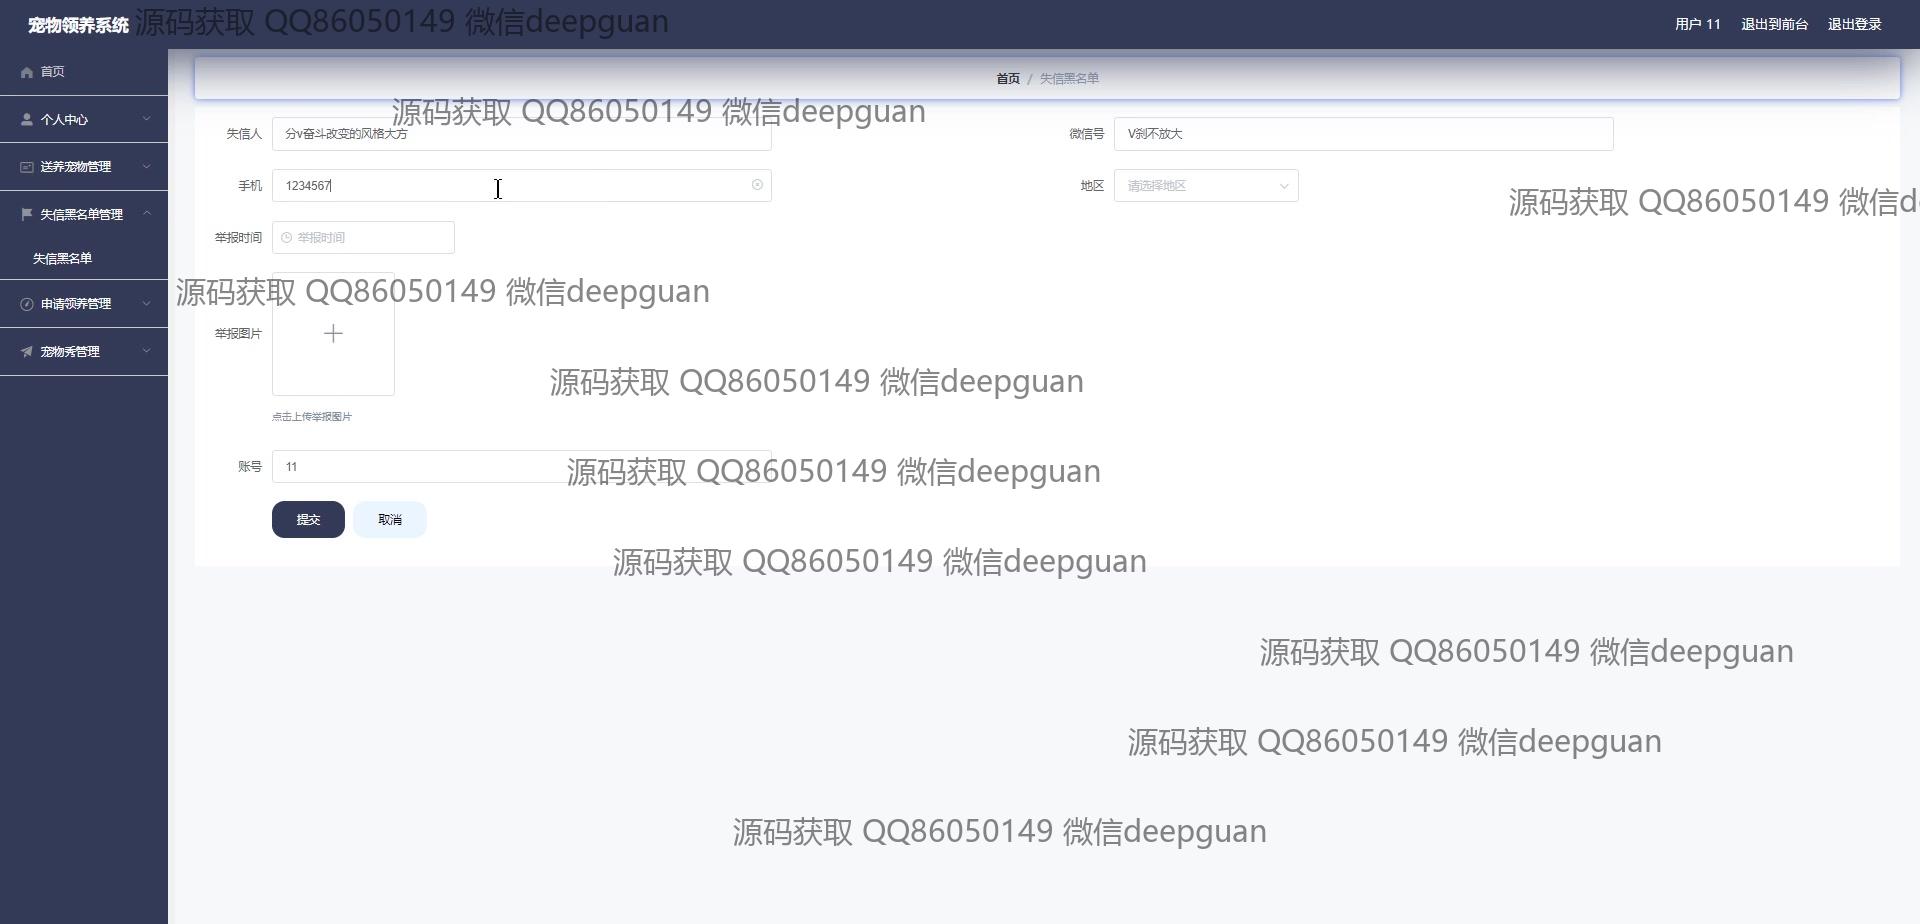 宠物领养系统
源码获取 QQ86050149 微信deepguan
用户 11
退出到前台
退出登录
首页
个人中心
送养宠物管理
失信黑名单管理
失信黑名单
申请领养管理
宠物秀管理
首页 / 失信黑名单
源码获取 QQ86050149 微信deepguan
失信人
分v奋斗改变的风格大方
微信号
V刹不放大
手机
1234567
地区
请选择地区
源码获取 QQ86050149 微信d
举报时间
举报时间
源码获取 QQ86050149 微信deepguan
举报图片
源码获取 QQ86050149 微信deepguan
点击上传举报图片
账号
11
源码获取 QQ86050149 微信deepguan
提交
取消
源码获取 QQ86050149 微信deepguan
源码获取 QQ86050149 微信deepguan
源码获取 QQ86050149 微信deepguan
源码获取 QQ86050149 微信deepguan